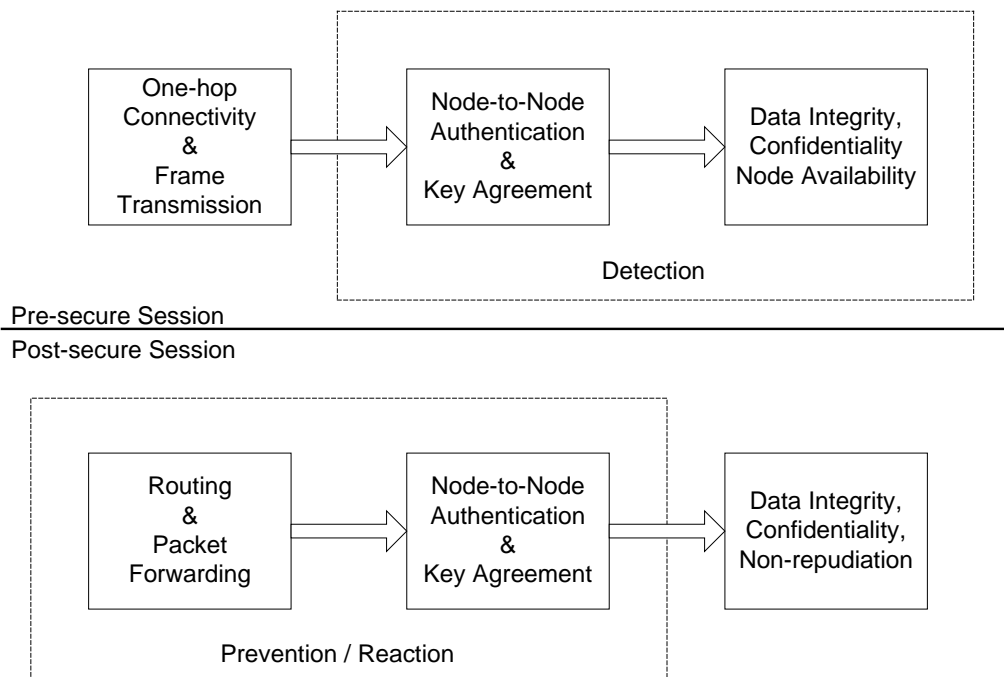 One-hop
Connectivity
&
Frame
Transmission
Node-to-Node
Authentication
&
Key Agreement
Data Integrity,
Confidentiality
Node Availability
Detection
Pre-secure Session
Post-secure Session
Routing
&
Packet
Forwarding
Node-to-Node
Authentication
&
Key Agreement
Data Integrity,
Confidentiality,
Non-repudiation
Prevention / Reaction